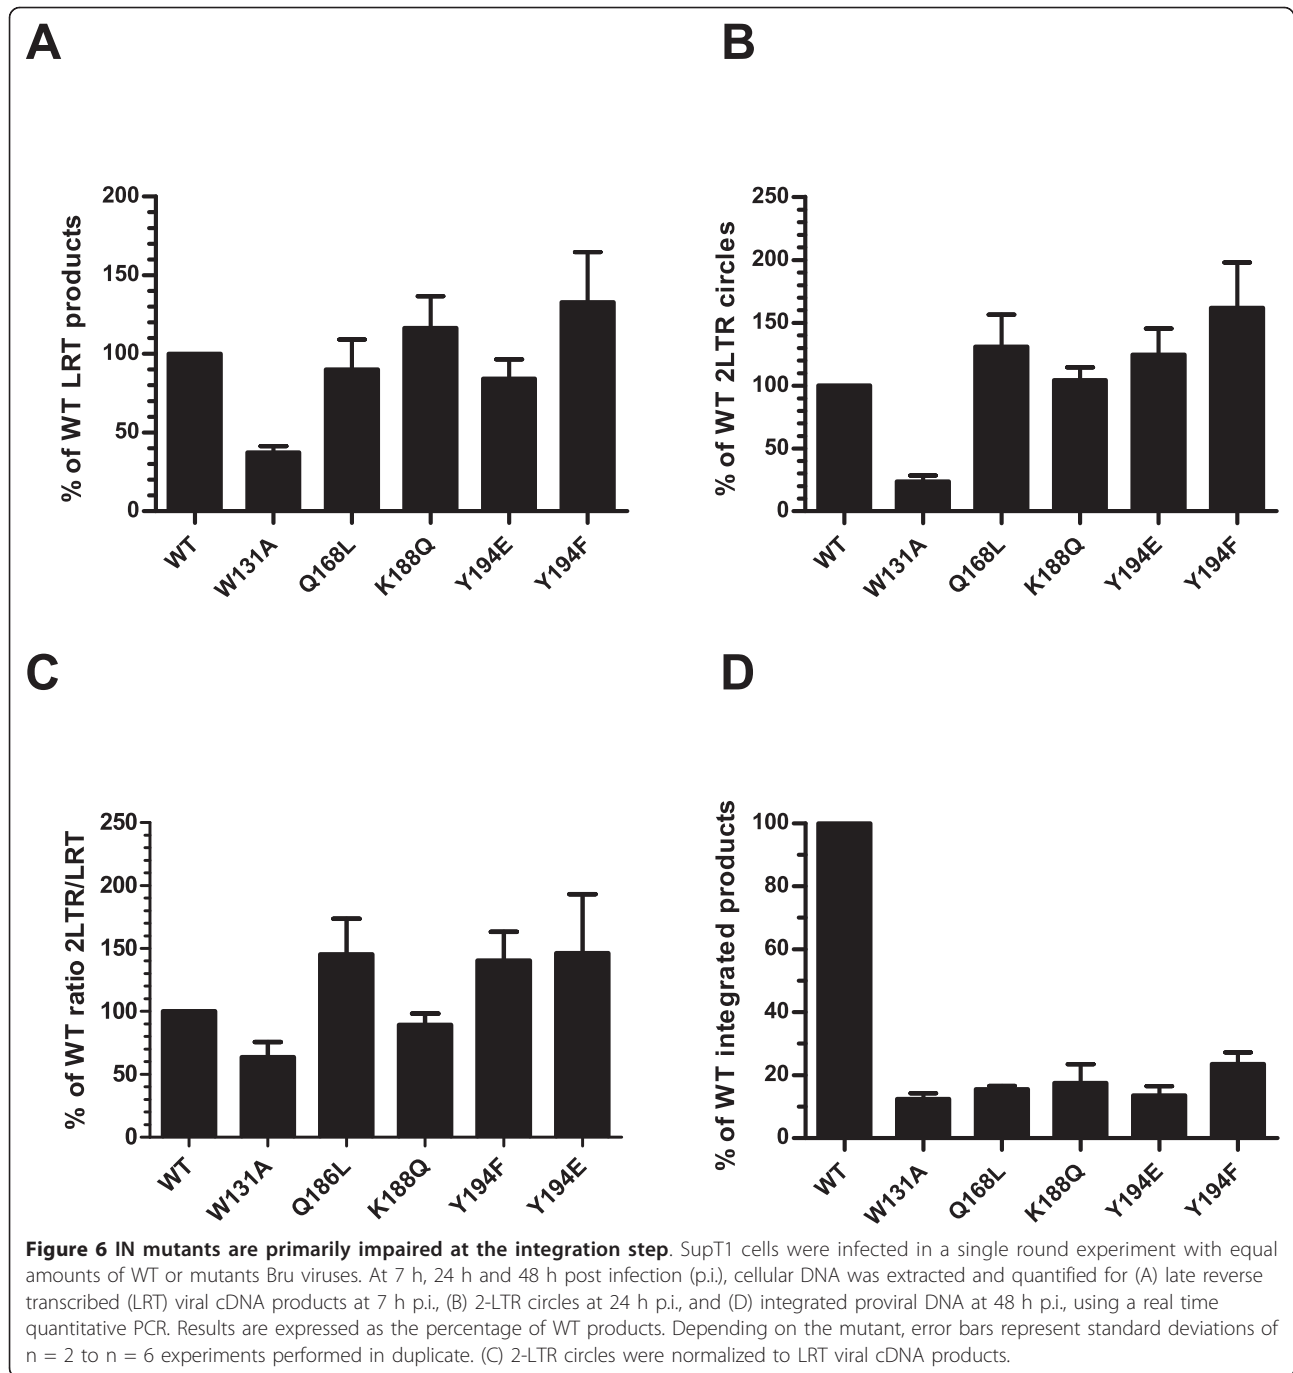 A
% of WT LRT products
200
150
100
50
0
WT
W131A
Q168L
K188Q
Y194E
Y194F
B
% of WT 2LTR circles
250
200
150
100
50
0
WT
W131A
Q168L
K188Q
Y194E
Y194F
C
% of WT ratio 2LTR/LRT
250
200
150
100
50
0
WT
W131A
Q186L
K188Q
Y194F
Y194E
D
% of WT integrated products
100
80
60
40
20
0
WT
W131A
Q168L
K188Q
Y194E
Y194F
Figure 6 IN mutants are primarily impaired at the integration step. SupT1 cells were infected in a single round experiment with equal
amounts of WT or mutants Bru viruses. At 7 h, 24 h and 48 h post infection (p.i.), cellular DNA was extracted and quantified for (A) late reverse
transcribed (LRT) viral cDNA products at 7 h p.i., (B) 2-LTR circles at 24 h p.i., and (D) integrated proviral DNA at 48 h p.i., using a real time
quantitative PCR. Results are expressed as the percentage of WT products. Depending on the mutant, error bars represent standard deviations of
n = 2 to n = 6 experiments performed in duplicate. (C) 2-LTR circles were normalized to LRT viral cDNA products.